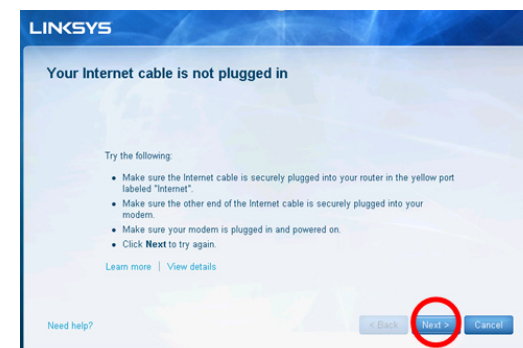 LINKSYS
Your Internet cable is not plugged in
Try the following:
• Make sure the Internet cable is securely plugged into your router in the yellow port
labeled "Internet".
• Make sure the other end of the Internet cable is securely plugged into your
modem.
• Make sure your modem is plugged in and powered on.
• Click Next to try again.
Learn more | View details
Need help? < Back Next > Cancel